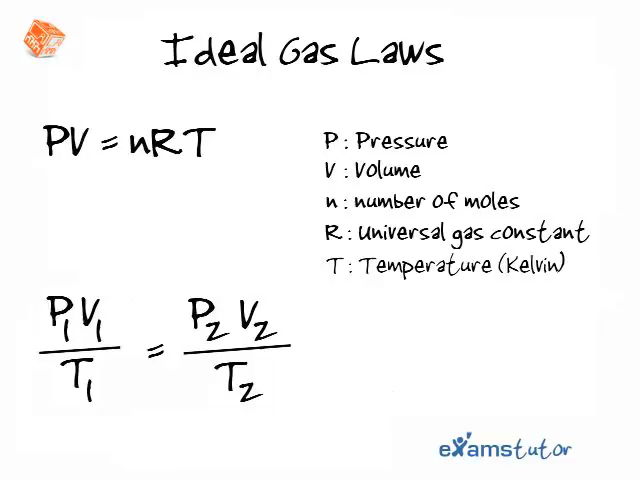 Ideal Gas Laws
PV = nRT
P : Pressure
V : Volume
n : number of moles
R : Universal gas constant
T : Temperature (Kelvin)
P₁V₁ / T₁ = P₂V₂ / T₂
examstutor